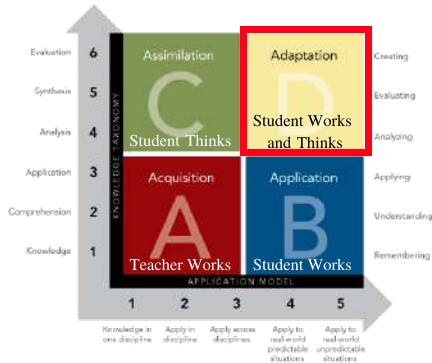 Evaluation 6 Assimilation Adaptation Creating
Synthesis 5 C D Evaluating
Analysis 4 Student Thinks Student Works and Thinks Analyzing
Application 3 Acquisition Application Applying
Comprehension 2 A B Understanding
Knowledge 1 Teacher Works Student Works Remembering
KNOWLEDGE TAXONOMY
APPLICATION MODEL
1 2 3 4 5
Knowledge in one discipline
Apply in discipline
Apply across disciplines
Apply to real-world predictable situations
Apply to real-world unpredictable situations